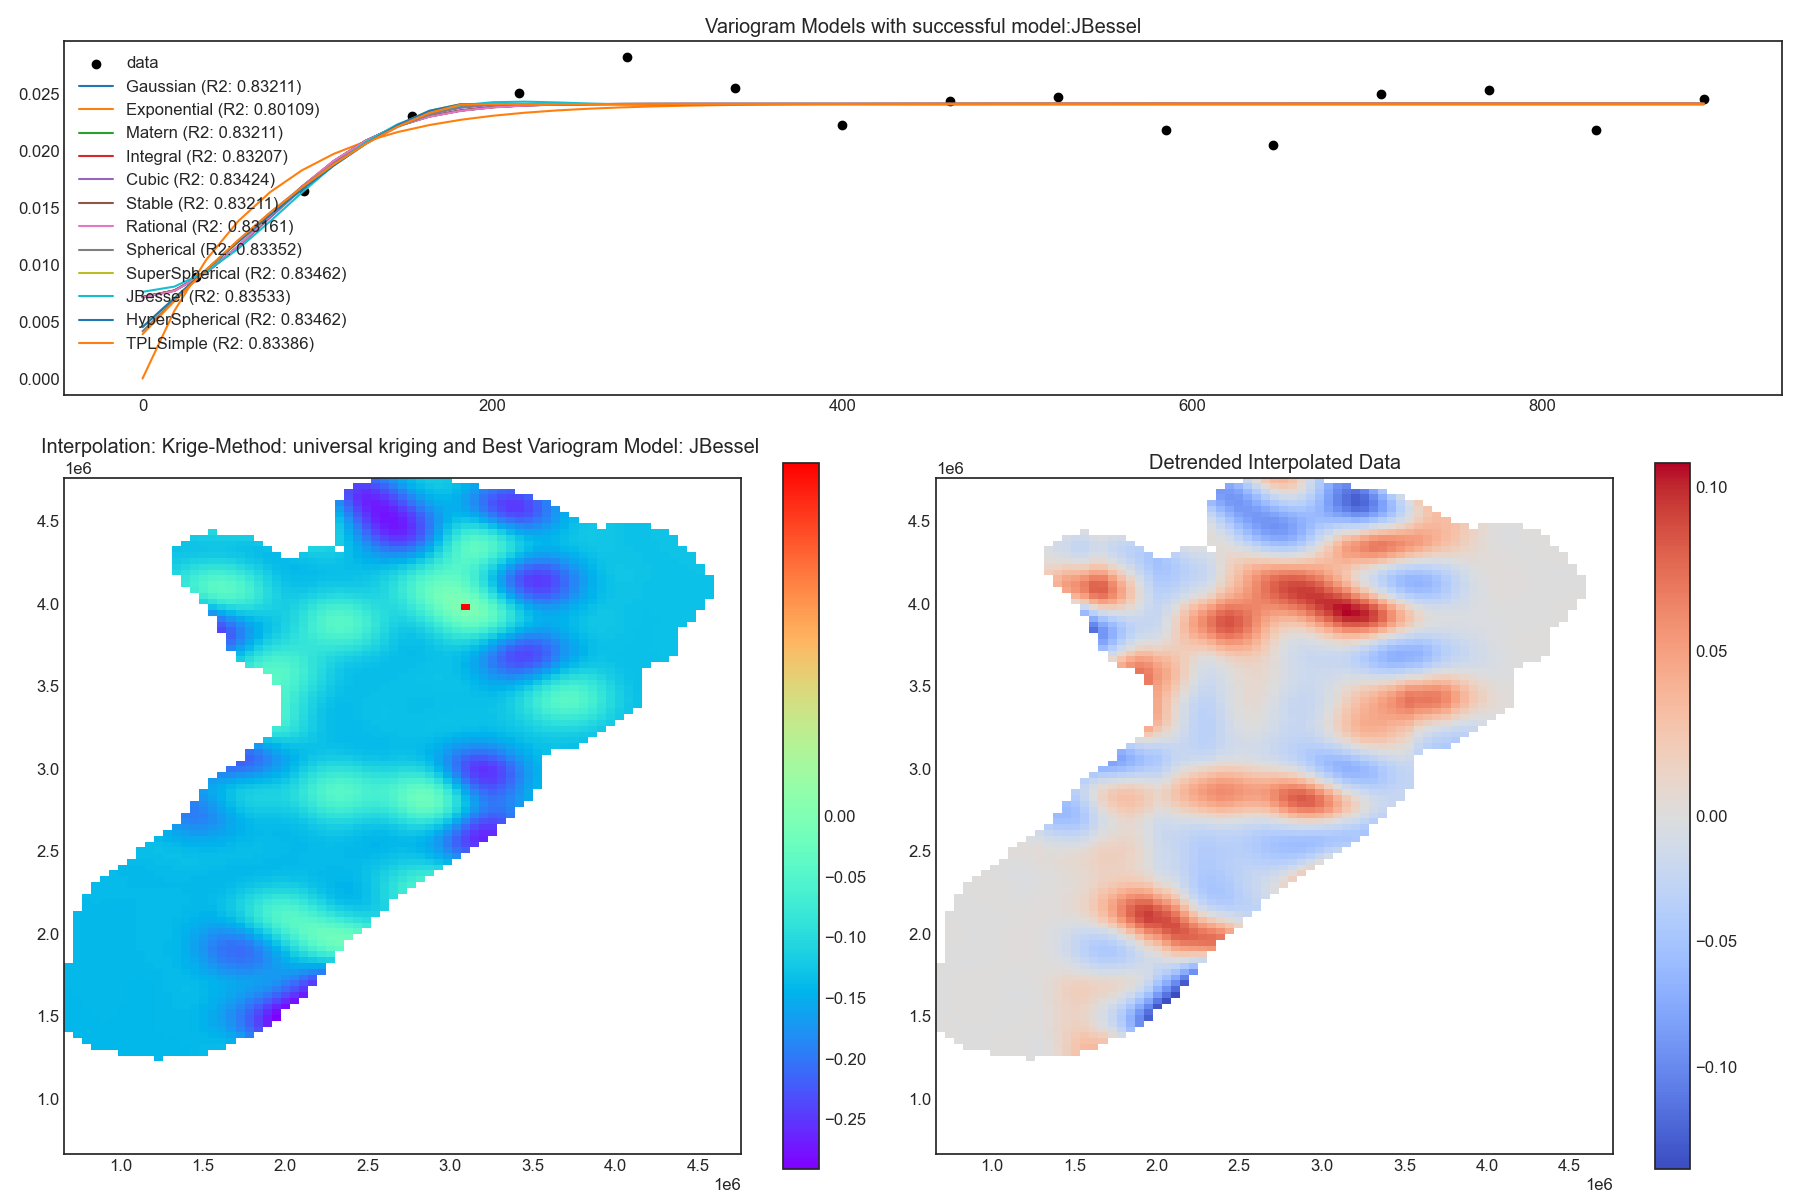 Variogram Models with successful model:JBessel
data
Gaussian (R2: 0.83211)
Exponential (R2: 0.80109)
Matern (R2: 0.83211)
Integral (R2: 0.83207)
Cubic (R2: 0.83424)
Stable (R2: 0.83211)
Rational (R2: 0.83161)
Spherical (R2: 0.83352)
SuperSpherical (R2: 0.83462)
JBessel (R2: 0.83533)
HyperSpherical (R2: 0.83462)
TPLSimple (R2: 0.83386)
0.025
0.020
0.015
0.010
0.005
0.000
0 200 400 600 800
Interpolation: Krige-Method: universal kriging and Best Variogram Model: JBessel
1e6
4.5
4.0
3.5
3.0
2.5
2.0
1.5
1.0
1.0 1.5 2.0 2.5 3.0 3.5 4.0 4.5
1e6
0.00
−0.05
−0.10
−0.15
−0.20
−0.25
Detrended Interpolated Data
1e6
4.5
4.0
3.5
3.0
2.5
2.0
1.5
1.0
1.0 1.5 2.0 2.5 3.0 3.5 4.0 4.5
1e6
0.10
0.05
0.00
−0.05
−0.10